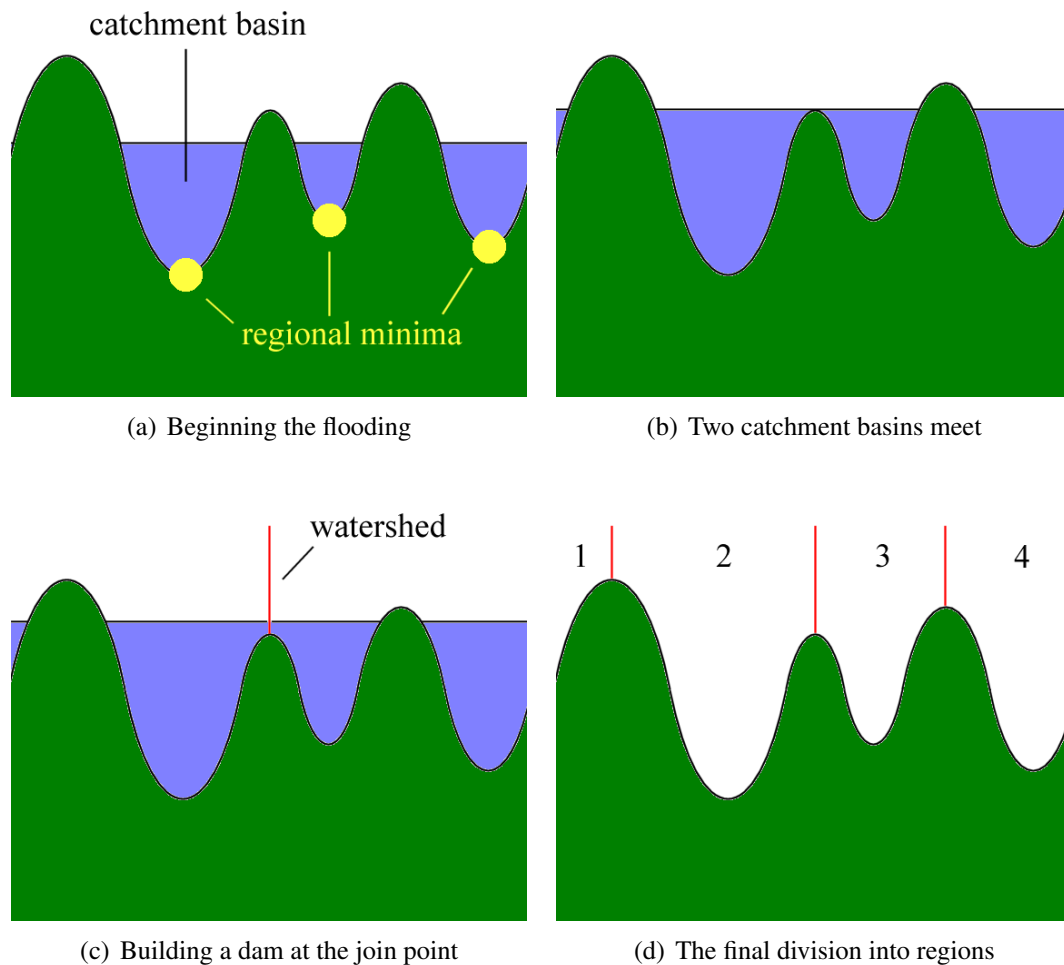 catchment basin
regional minima
(a) Beginning the flooding
(b) Two catchment basins meet
watershed
1 2 3 4
(c) Building a dam at the join point
(d) The final division into regions